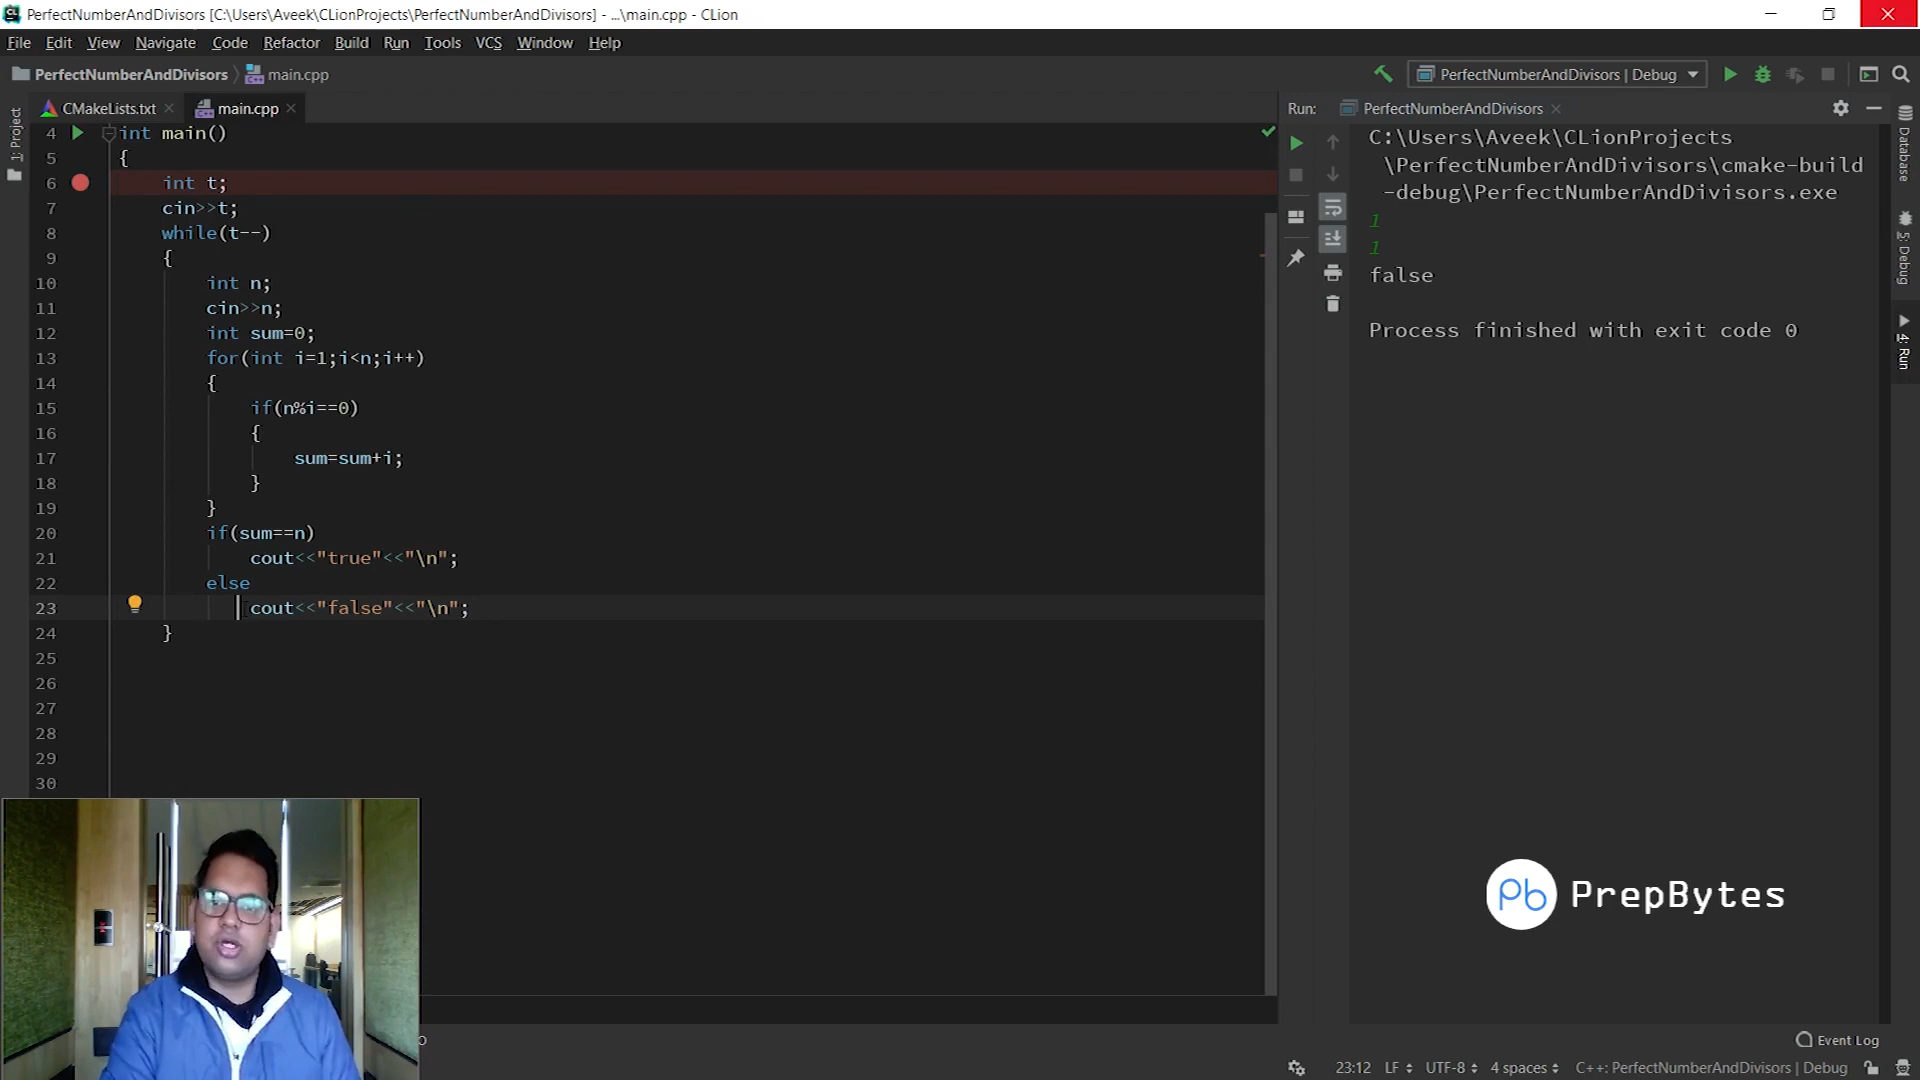 PerfectNumberAndDivisors [C:\Users\Aveek\CLionProjects\PerfectNumberAndDivisors] - ...\main.cpp - CLion
File Edit View Navigate Code Refactor Build Run Tools VCS Window Help
PerfectNumberAndDivisors main.cpp
PerfectNumberAndDivisors | Debug
CMakeLists.txt main.cpp
1: Project
4 int main()
5 {
6 int t;
7 cin>>t;
8 while(t--)
9 {
10 int n;
11 cin>>n;
12 int sum=0;
13 for(int i=1;i<n;i++)
14 {
15 if(n%i==0)
16 {
17 sum=sum+i;
18 }
19 }
20 if(sum==n)
21 cout<<"true"<<"\n";
22 else
23 cout<<"false"<<"\n";
24 }
25
26
27
28
29
30
Run: PerfectNumberAndDivisors
C:\Users\Aveek\CLionProjects
\PerfectNumberAndDivisors\cmake-build
-debug\PerfectNumberAndDivisors.exe
1
1
false
Process finished with exit code 0
Database
5: Debug
4: Run
Pb PrepBytes
Event Log
23:12 LF UTF-8 4 spaces C++: PerfectNumberAndDivisors | Debug